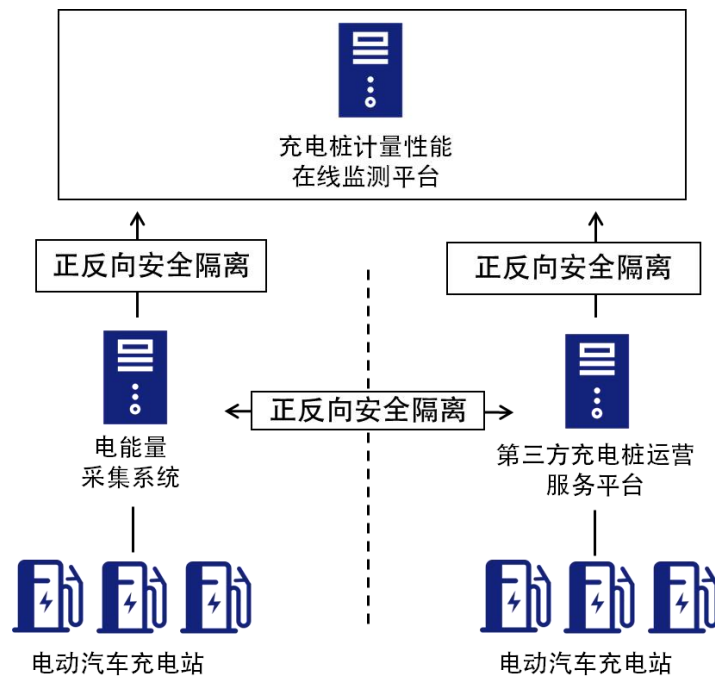 充电桩计量性能
在线监测平台
正反向安全隔离
正反向安全隔离
正反向安全隔离
电能量
采集系统
第三方充电桩运营
服务平台
电动汽车充电站
电动汽车充电站